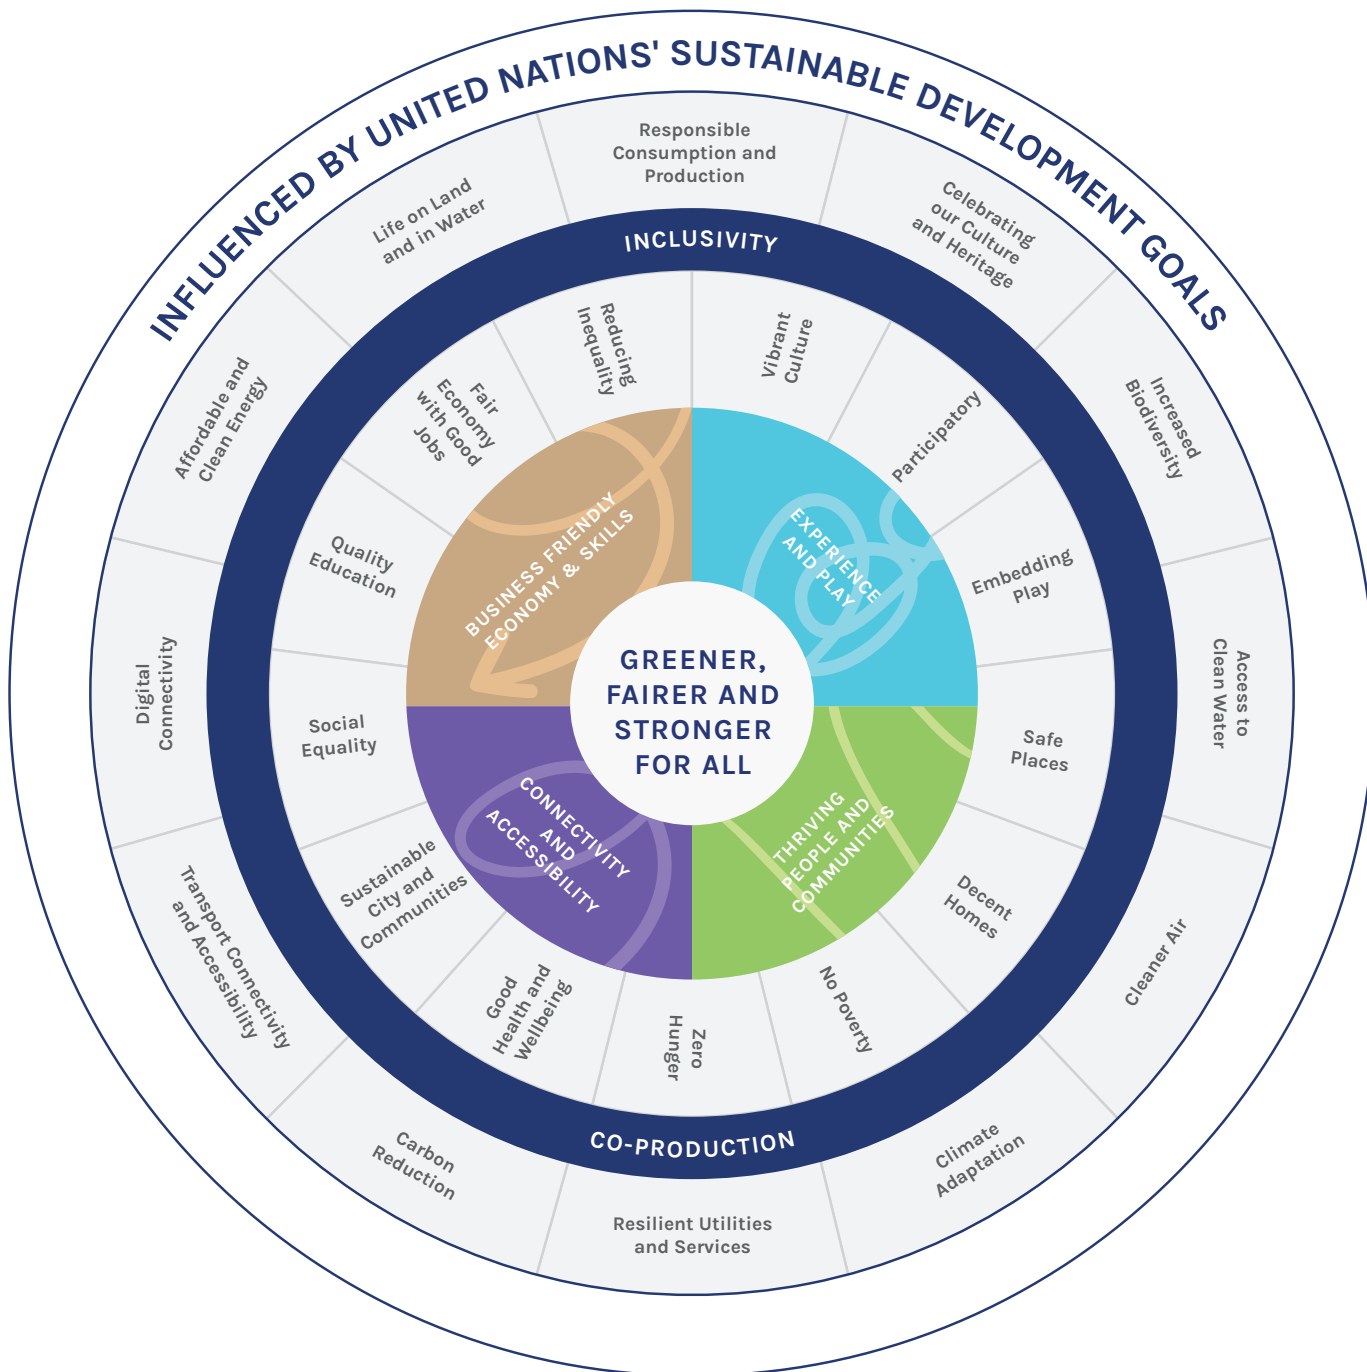 INFLUENCED BY UNITED NATIONS' SUSTAINABLE DEVELOPMENT GOALS
Responsible
Consumption and
Production
Celebrating
our Culture
and Heritage
Increased
Biodiversity
Access to
Clean Water
Cleaner Air
Climate
Adaptation
Resilient Utilities
and Services
Carbon
Reduction
Transport Connectivity
and Accessibility
Digital
Connectivity
Affordable and
Clean Energy
Life on Land
and in Water
INCLUSIVITY
CO-PRODUCTION
Vibrant
Culture
Participatory
Embedding
Play
Safe
Places
Decent
Homes
No Poverty
Zero
Hunger
Good
Health and
Wellbeing
Sustainable
City and
Communities
Social
Equality
Quality
Education
Fair
Economy
with Good
Jobs
Reducing
Inequality
BUSINESS FRIENDLY
ECONOMY & SKILLS
EXPERIENCE
AND PLAY
THRIVING
PEOPLE AND
COMMUNITIES
CONNECTIVITY
AND
ACCESSIBILITY
GREENER,
FAIRER AND
STRONGER
FOR ALL